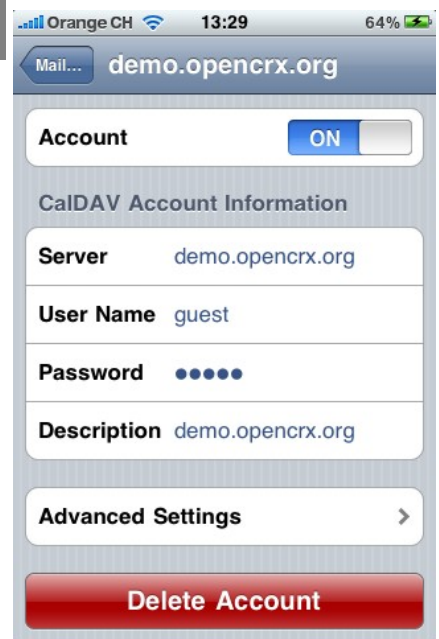 Orange CH 13:29 64%
Mail... demo.opencrx.org
Account ON
CalDAV Account Information
Server demo.opencrx.org
User Name guest
Password ●●●●●
Description demo.opencrx.org
Advanced Settings
Delete Account